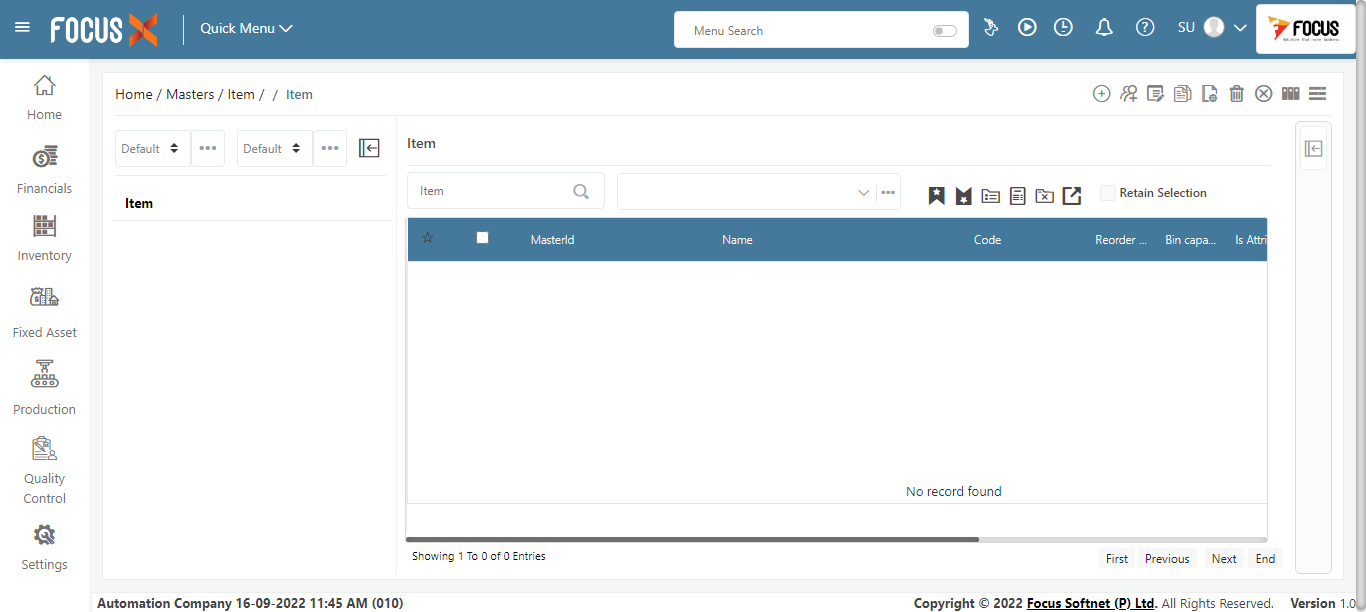 FOCUS X
Quick Menu
Menu Search
SU
FOCUS
Home
Financials
Inventory
Fixed Asset
Production
Quality
Control
Settings
Home / Masters / Item / / Item
Default ••• Default •••
Item
Item
Item
•••
Retain Selection
MasterId Name Code Reorder ... Bin capa... Is Attri
No record found
Showing 1 To 0 of 0 Entries
First Previous Next End
Automation Company 16-09-2022 11:45 AM (010)
Copyright © 2022 Focus Softnet (P) Ltd. All Rights Reserved. Version 1.0